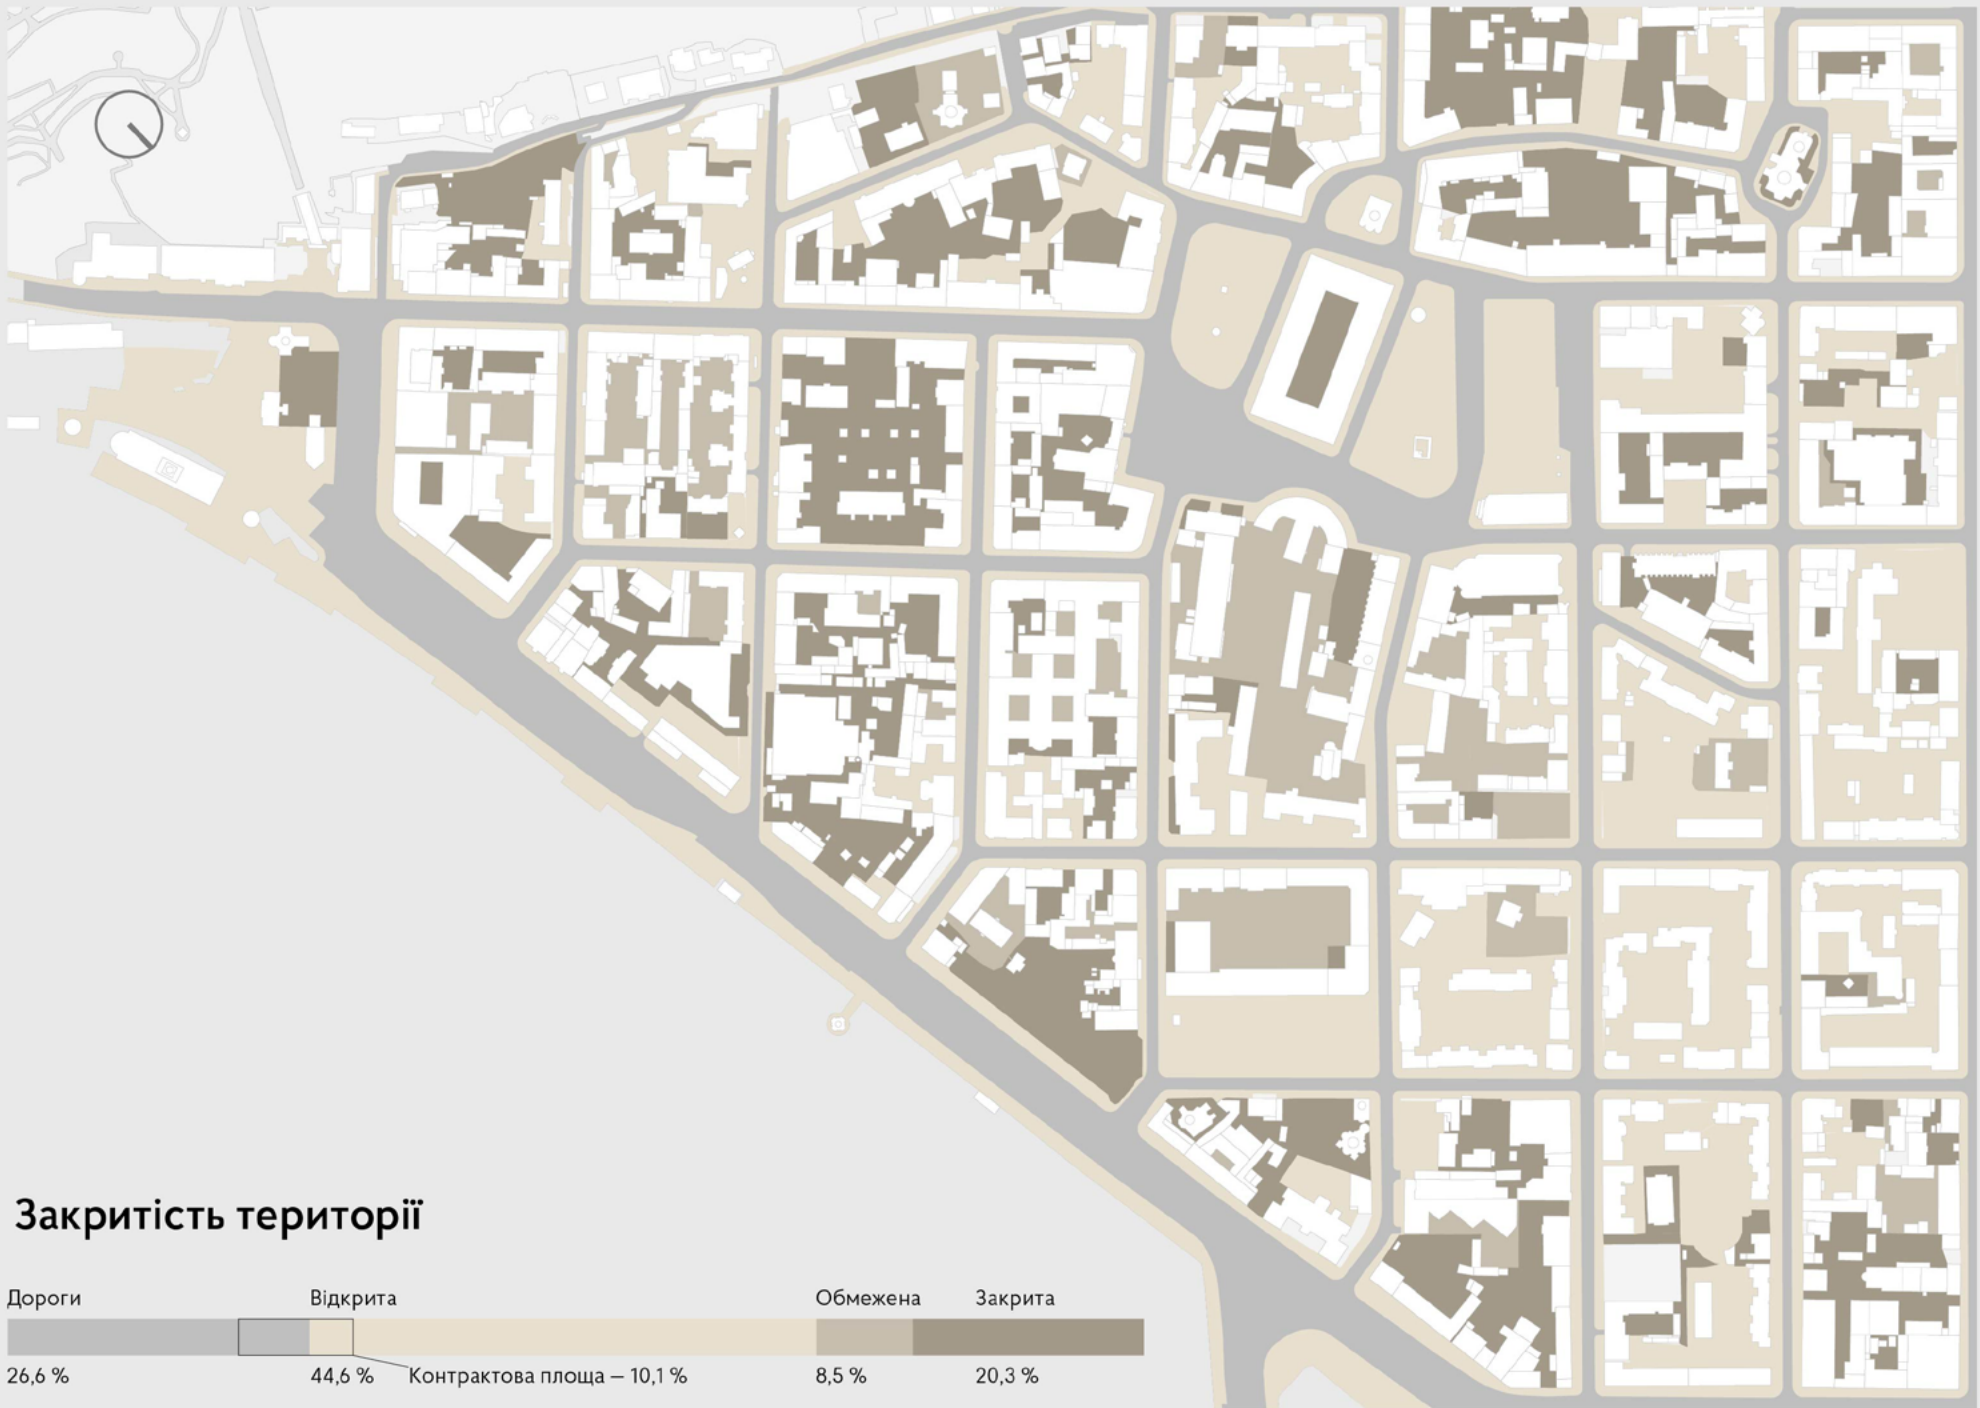 Закритість території
Дороги Відкрита Обмежена Закрита
26,6 % 44,6 % Контрактова площа — 10,1 % 8,5 % 20,3 %